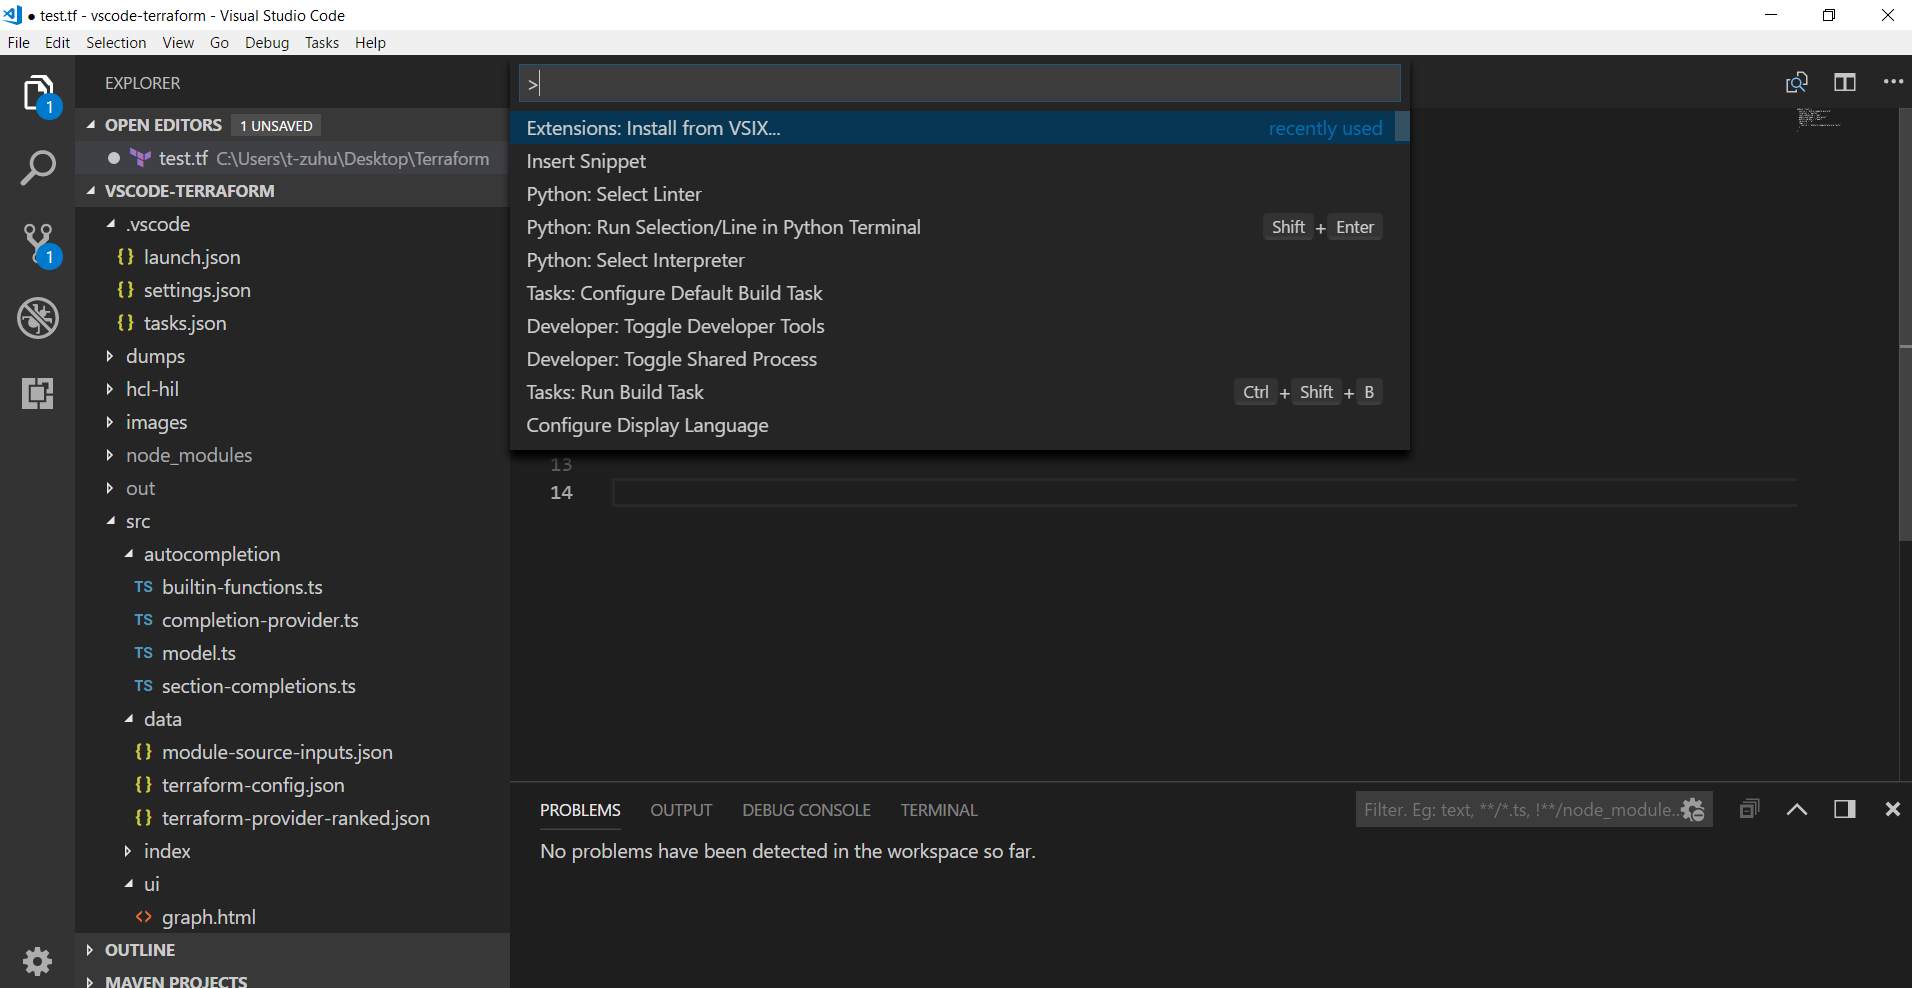 ● test.tf - vscode-terraform - Visual Studio Code
File Edit Selection View Go Debug Tasks Help
EXPLORER
OPEN EDITORS 1 UNSAVED
test.tf C:\Users\t-zuhu\Desktop\Terraform
VSCODE-TERRAFORM
.vscode
{} launch.json
{} settings.json
{} tasks.json
dumps
hcl-hil
images
node_modules
out
src
autocompletion
TS builtin-functions.ts
TS completion-provider.ts
TS model.ts
TS section-completions.ts
data
{} module-source-inputs.json
{} terraform-config.json
{} terraform-provider-ranked.json
index
ui
<> graph.html
OUTLINE
MAVEN PROJECTS
1
1
>
Extensions: Install from VSIX... recently used
Insert Snippet
Python: Select Linter
Python: Run Selection/Line in Python Terminal Shift + Enter
Python: Select Interpreter
Tasks: Configure Default Build Task
Developer: Toggle Developer Tools
Developer: Toggle Shared Process
Tasks: Run Build Task Ctrl + Shift + B
Configure Display Language
13
14
PROBLEMS OUTPUT DEBUG CONSOLE TERMINAL Filter. Eg: text, **/*.ts, !**/node_module...
No problems have been detected in the workspace so far.